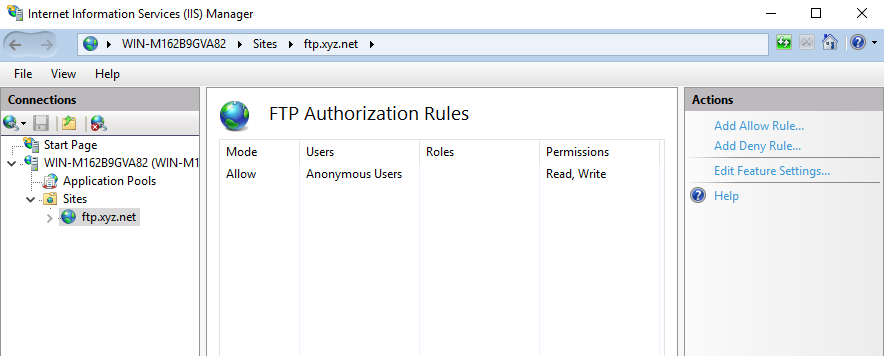 Internet Information Services (IIS) Manager
WIN-M162B9GVA82 Sites ftp.xyz.net
File View Help
Connections
Start Page
WIN-M162B9GVA82 (WIN-M1
Application Pools
Sites
ftp.xyz.net
FTP Authorization Rules
Mode Users Roles Permissions
Allow Anonymous Users Read, Write
Actions
Add Allow Rule...
Add Deny Rule...
Edit Feature Settings...
Help